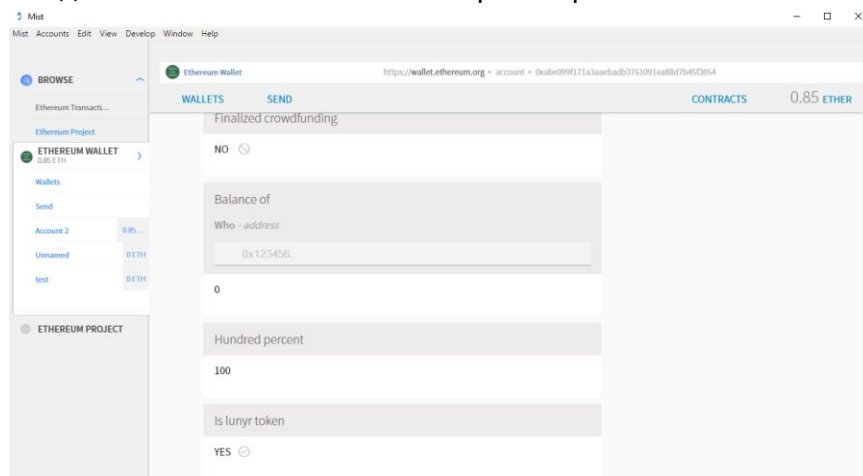 Mist
Mist Accounts Edit View Develop Window Help
BROWSE
Ethereum Transacti...
Ethereum Project
ETHEREUM WALLET
0.85 ETH
Wallets
Send
Account 2 0.85...
Unnamed 0 ETH
test 0 ETH
ETHEREUM PROJECT
Ethereum Wallet https://wallet.ethereum.org • account •
WALLETS SEND CONTRACTS 0.85 ETHER
Finalized crowdfunding
NO
Balance of
Who - address
0x123456...
0
Hundred percent
100
Is lunyr token
YES